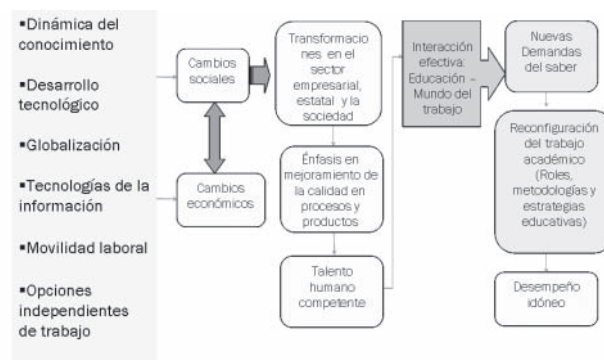 ▪Dinámica del
conocimiento
▪Desarrollo
tecnológico
▪Globalización
▪Tecnologías de la
información
▪Movilidad laboral
▪Opciones
independientes
de trabajo
Cambios
sociales
Cambios
económicos
Transformacio
nes en el
sector
empresarial,
estatal y la
sociedad
Énfasis en
mejoramiento de
la calidad en
procesos y
productos
Talento
humano
competente
Interacción
efectiva:
Educación –
Mundo del
trabajo
Nuevas
Demandas
del saber
Reconfiguración
del trabajo
académico
(Roles,
metodologías y
estrategias
educativas)
Desempeño
idóneo